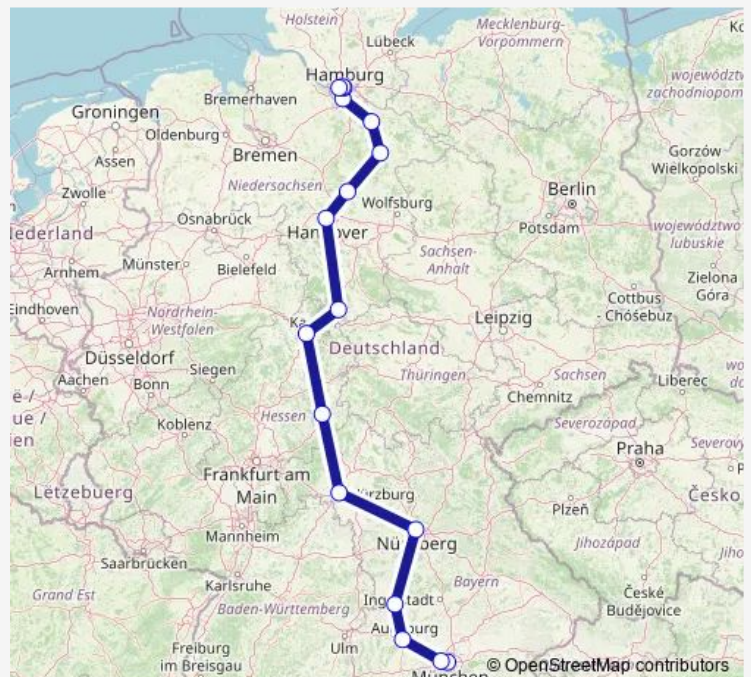 Holstein
Mecklenburg-
Vorpommern
Lübeck
Hamburg
Bremerhaven
województw
zachodniopom
Groningen
Oldenburg
Bremen
Assen
Gorzów
Wielkopolski
Zwolle
Niedersachsen
Wolfsburg
Berlin
Osnabrück
Potsdam
województwo
lubuskie
ederland
Münster
Bielefeld
Sachsen-
Anhalt
Arnhem
Zielona
Góra
Eindhoven
Nordrhein-
Westfalen
Cottbus
- Chóśebuz
Leipzig
Düsseldorf
Deutschland
Siegen
Aachen
Bonn
Thüringen
Sachsen
Liberec
Chemnitz
Hessen
Koblenz
Severozápad
Severový
Praha
Frankfurt am
Main
Lëtzebuerg
Plzeň
Česko
Mannheim
Jihozápad
Saarbrücken
Karlsruhe
Bayern
Grand Est
Baden-Württemberg
České
Budějovice
Freiburg
im Breisgau
Ulm
© OpenStreetMap contributors